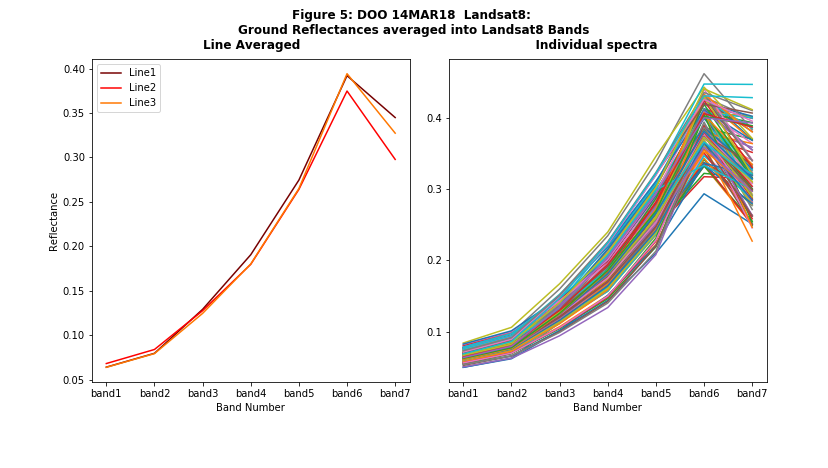 Figure 5: DOO 14MAR18 Landsat8:
Ground Reflectances averaged into Landsat8 Bands
Line Averaged
Individual spectra
Line1
Line2
Line3
Reflectance
0.40
0.35
0.30
0.25
0.20
0.15
0.10
0.05
band1 band2 band3 band4 band5 band6 band7
Band Number
0.4
0.3
0.2
0.1
band1 band2 band3 band4 band5 band6 band7
Band Number